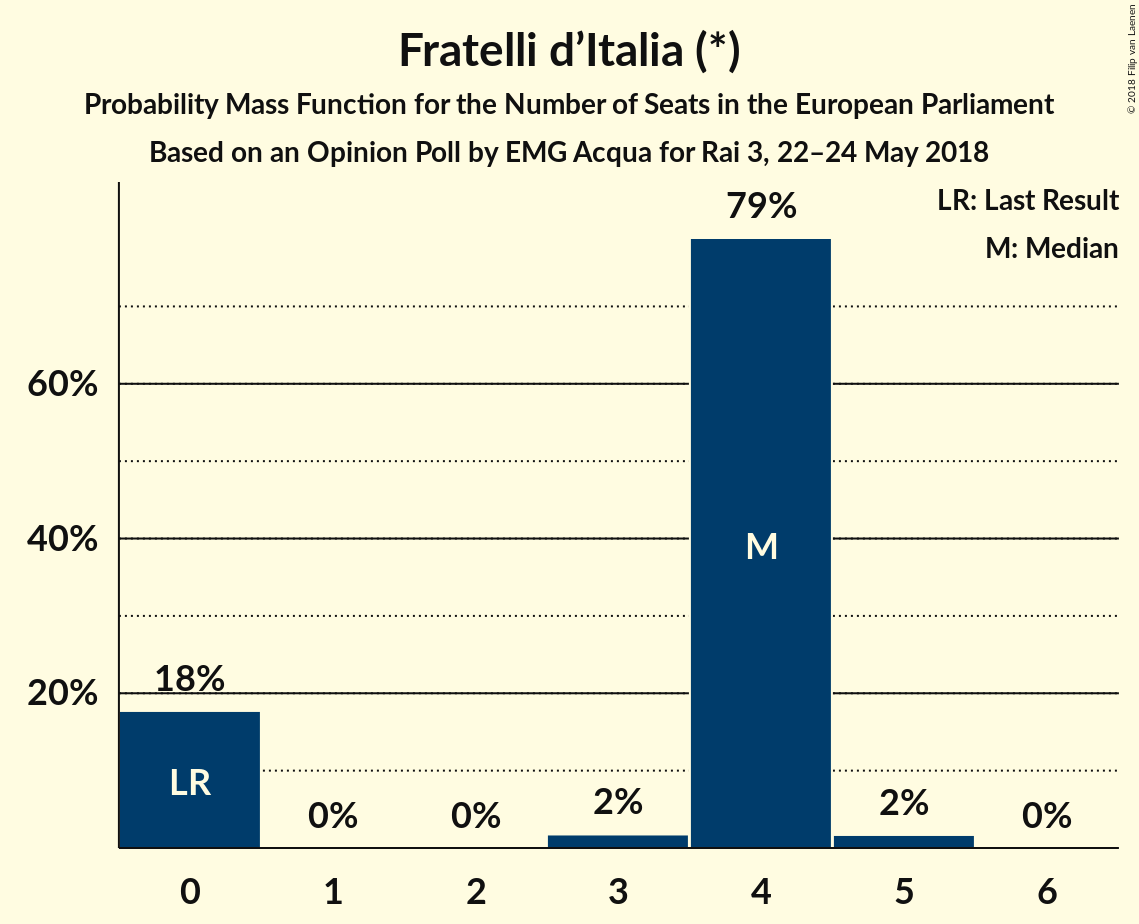 Fratelli d’Italia (*)
Probability Mass Function for the Number of Seats in the European Parliament
Based on an Opinion Poll by EMG Acqua for Rai 3, 22–24 May 2018
© 2018 Filip van Laenen
LR: Last Result
M: Median
79%
60%
40%
20%
M
18%
LR
0%
0%
2%
2%
0%
0
1
2
3
4
5
6